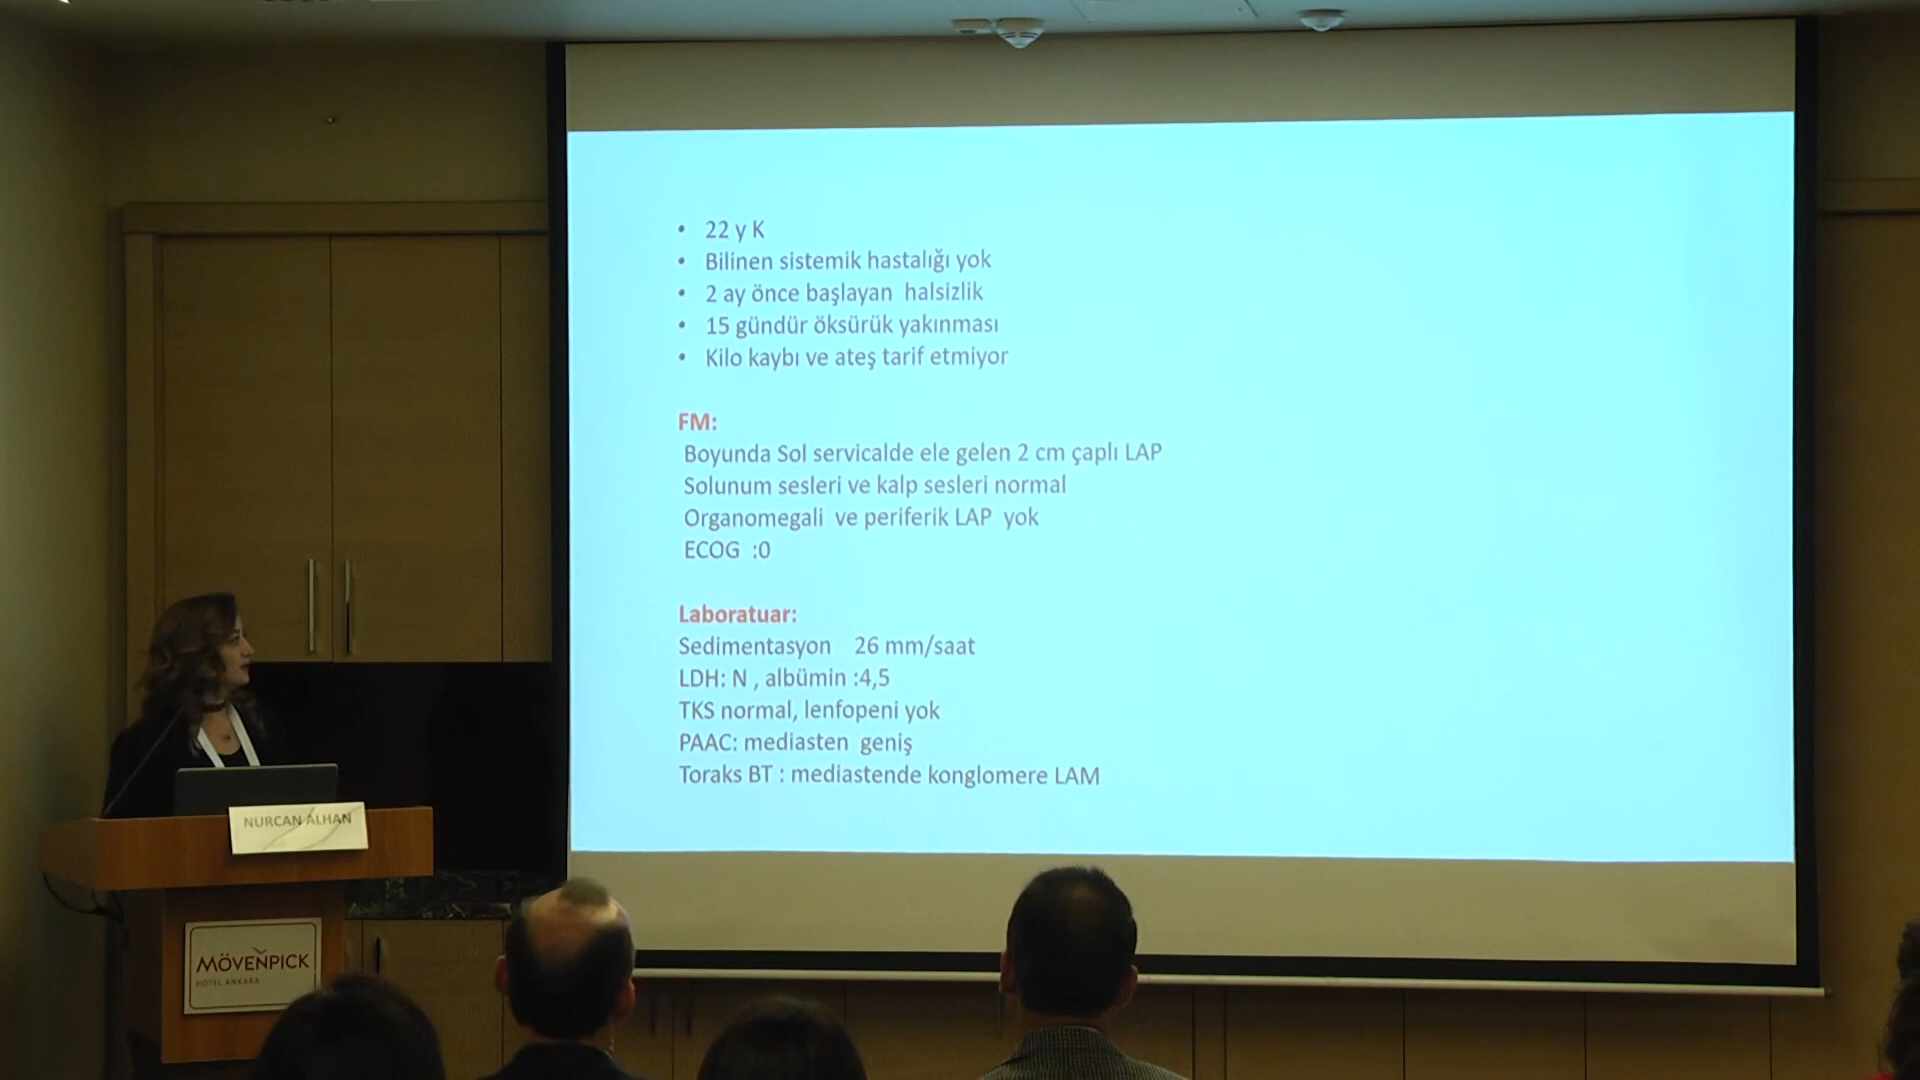 • 22 y K
• Bilinen sistemik hastalığı yok
• 2 ay önce başlayan halsizlik
• 15 gündür öksürük yakınması
• Kilo kaybı ve ateş tarif etmiyor
FM:
Boyunda Sol servicalde ele gelen 2 cm çaplı LAP
Solunum sesleri ve kalp sesleri normal
Organomegali ve periferik LAP yok
ECOG :0
Laboratuar:
Sedimentasyon 26 mm/saat
LDH: N , albümin :4,5
TKS normal, lenfopeni yok
PAAC: mediasten geniş
Toraks BT : mediastende konglomere LAM
NURCAN ALHAN
MÖVENPICK
HOTEL ANKARA